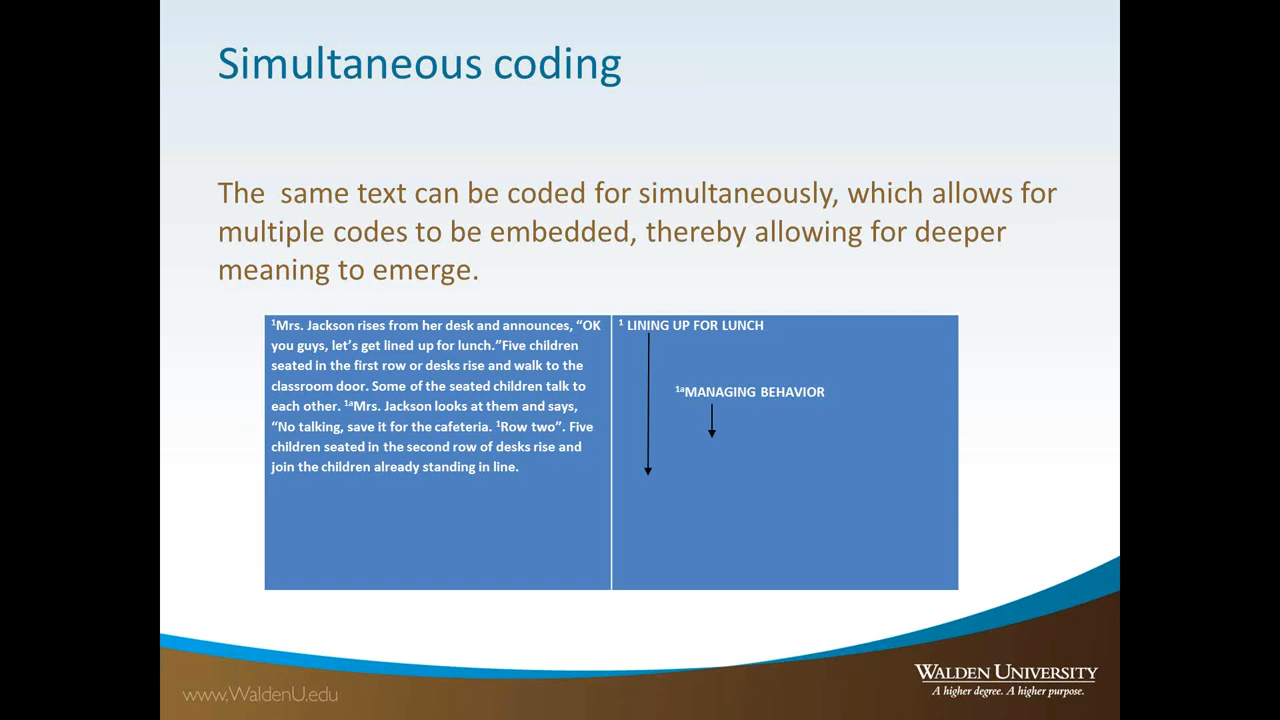 Simultaneous coding
The  same text can be coded for simultaneously, which allows for
multiple codes to be embedded, thereby allowing for deeper
meaning to emerge.
¹Mrs. Jackson rises from her desk and announces, “OK
you guys, let’s get lined up for lunch.”Five children
seated in the first row or desks rise and walk to the
classroom door. Some of the seated children talk to
each other. ¹ᵃMrs. Jackson looks at them and says,
“No talking, save it for the cafeteria. ¹Row two”. Five
children seated in the second row of desks rise and
join the children already standing in line.
¹ LINING UP FOR LUNCH
¹ᵃMANAGING BEHAVIOR
www.WaldenU.edu
WALDEN UNIVERSITY
A higher degree. A higher purpose.